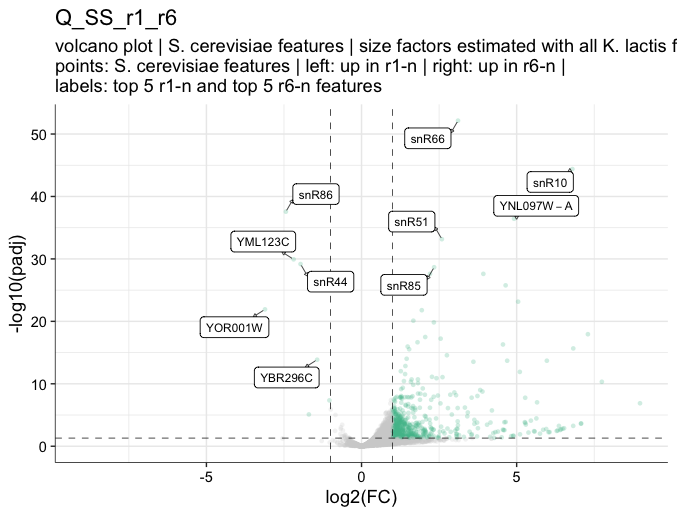 Q_SS_r1_r6
volcano plot | S. cerevisiae features | size factors estimated with all K. lactis f
points: S. cerevisiae features | left: up in r1-n | right: up in r6-n |
labels: top 5 r1-n and top 5 r6-n features
-log10(padj)
50
40
30
20
10
0
snR66
snR10
snR86
YNL097W – A
snR51
YML123C
snR44
snR85
YOR001W
YBR296C
-5
0
5
log2(FC)